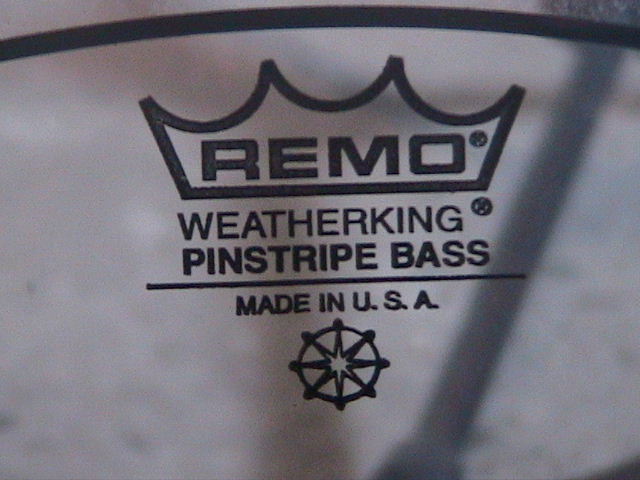 REMO®
WEATHERKING®
PINSTRIPE BASS
MADE IN U.S.A.